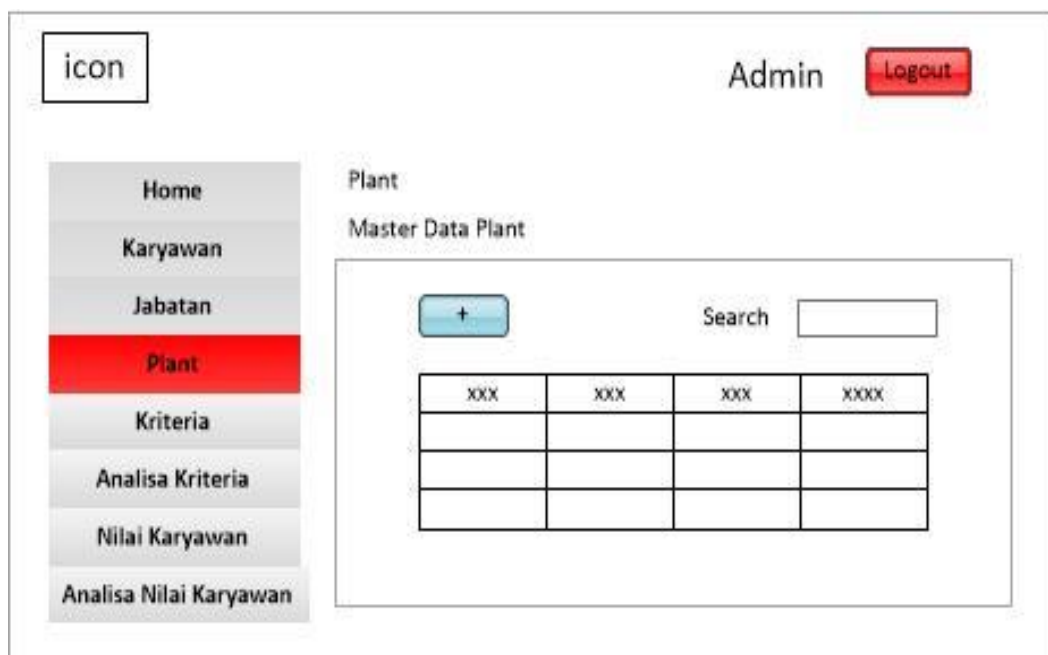 icon
Admin
Logout
Home
Karyawan
Jabatan
Plant
Kriteria
Analisa Kriteria
Nilai Karyawan
Analisa Nilai Karyawan
Plant
Master Data Plant
+
Search
xxx xxx xxx xxxx